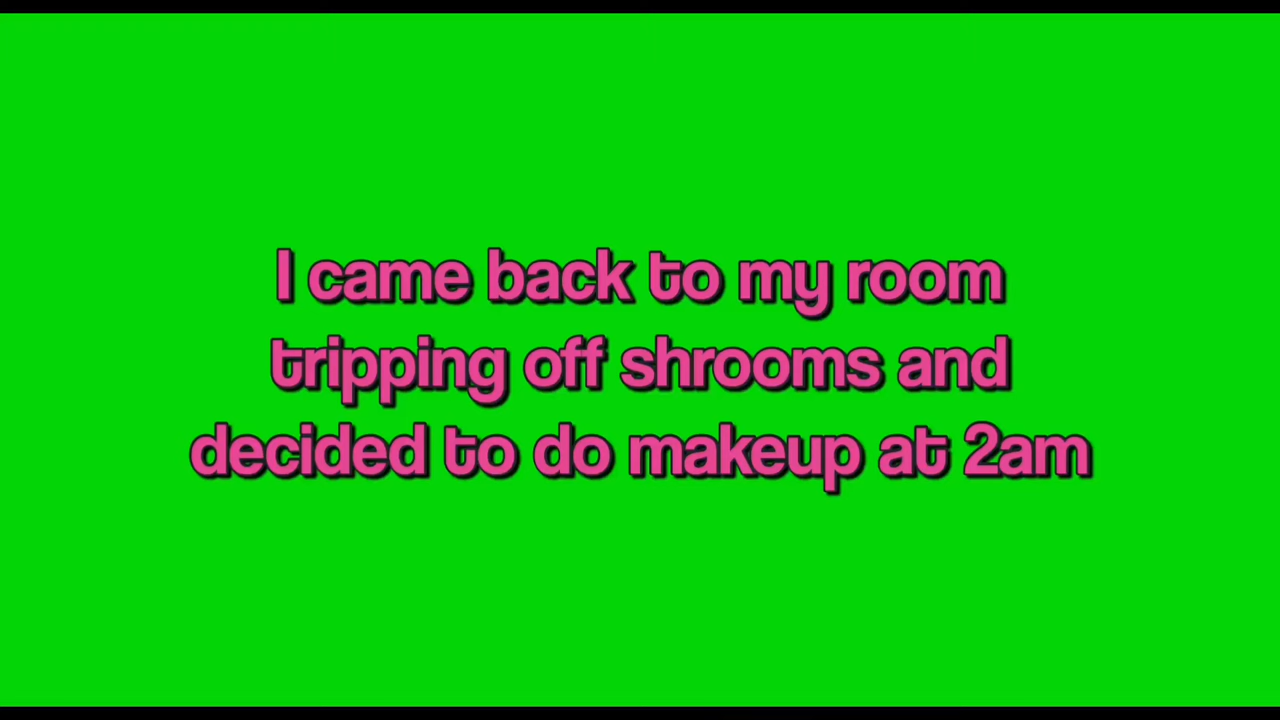 I came back to my room
tripping off shrooms and
decided to do makeup at 2am